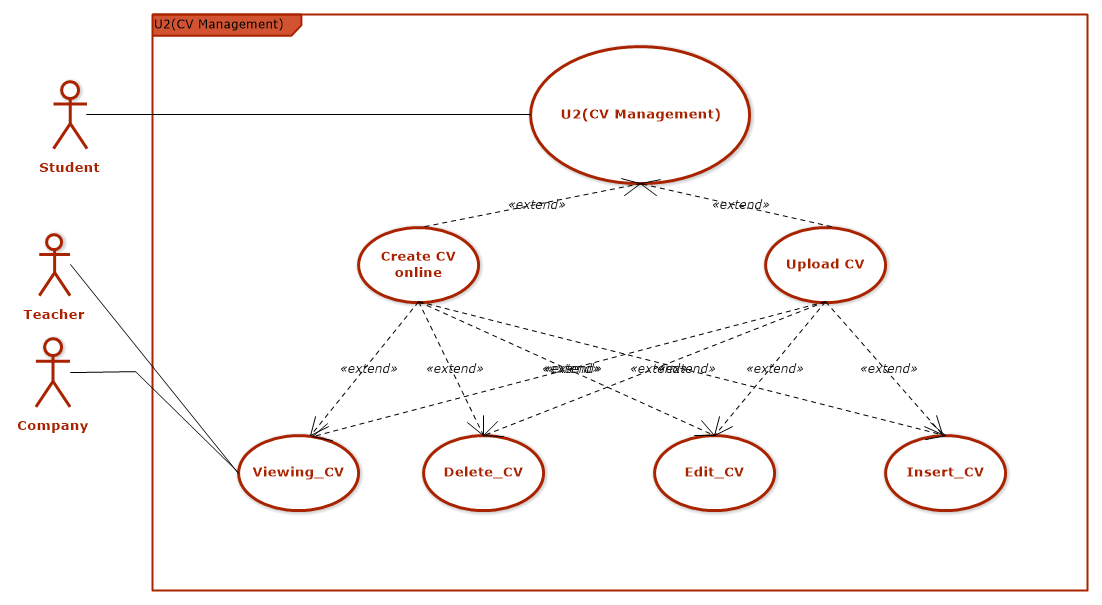 U2(CV Management)
U2(CV Management)
Student
«extend»
«extend»
Create CV
online
Upload CV
Teacher
«extend»
«extend»
«extend»
«extend»
«extend»
«extend»
«extend»
«extend»
Company
Viewing_CV
Delete_CV
Edit_CV
Insert_CV